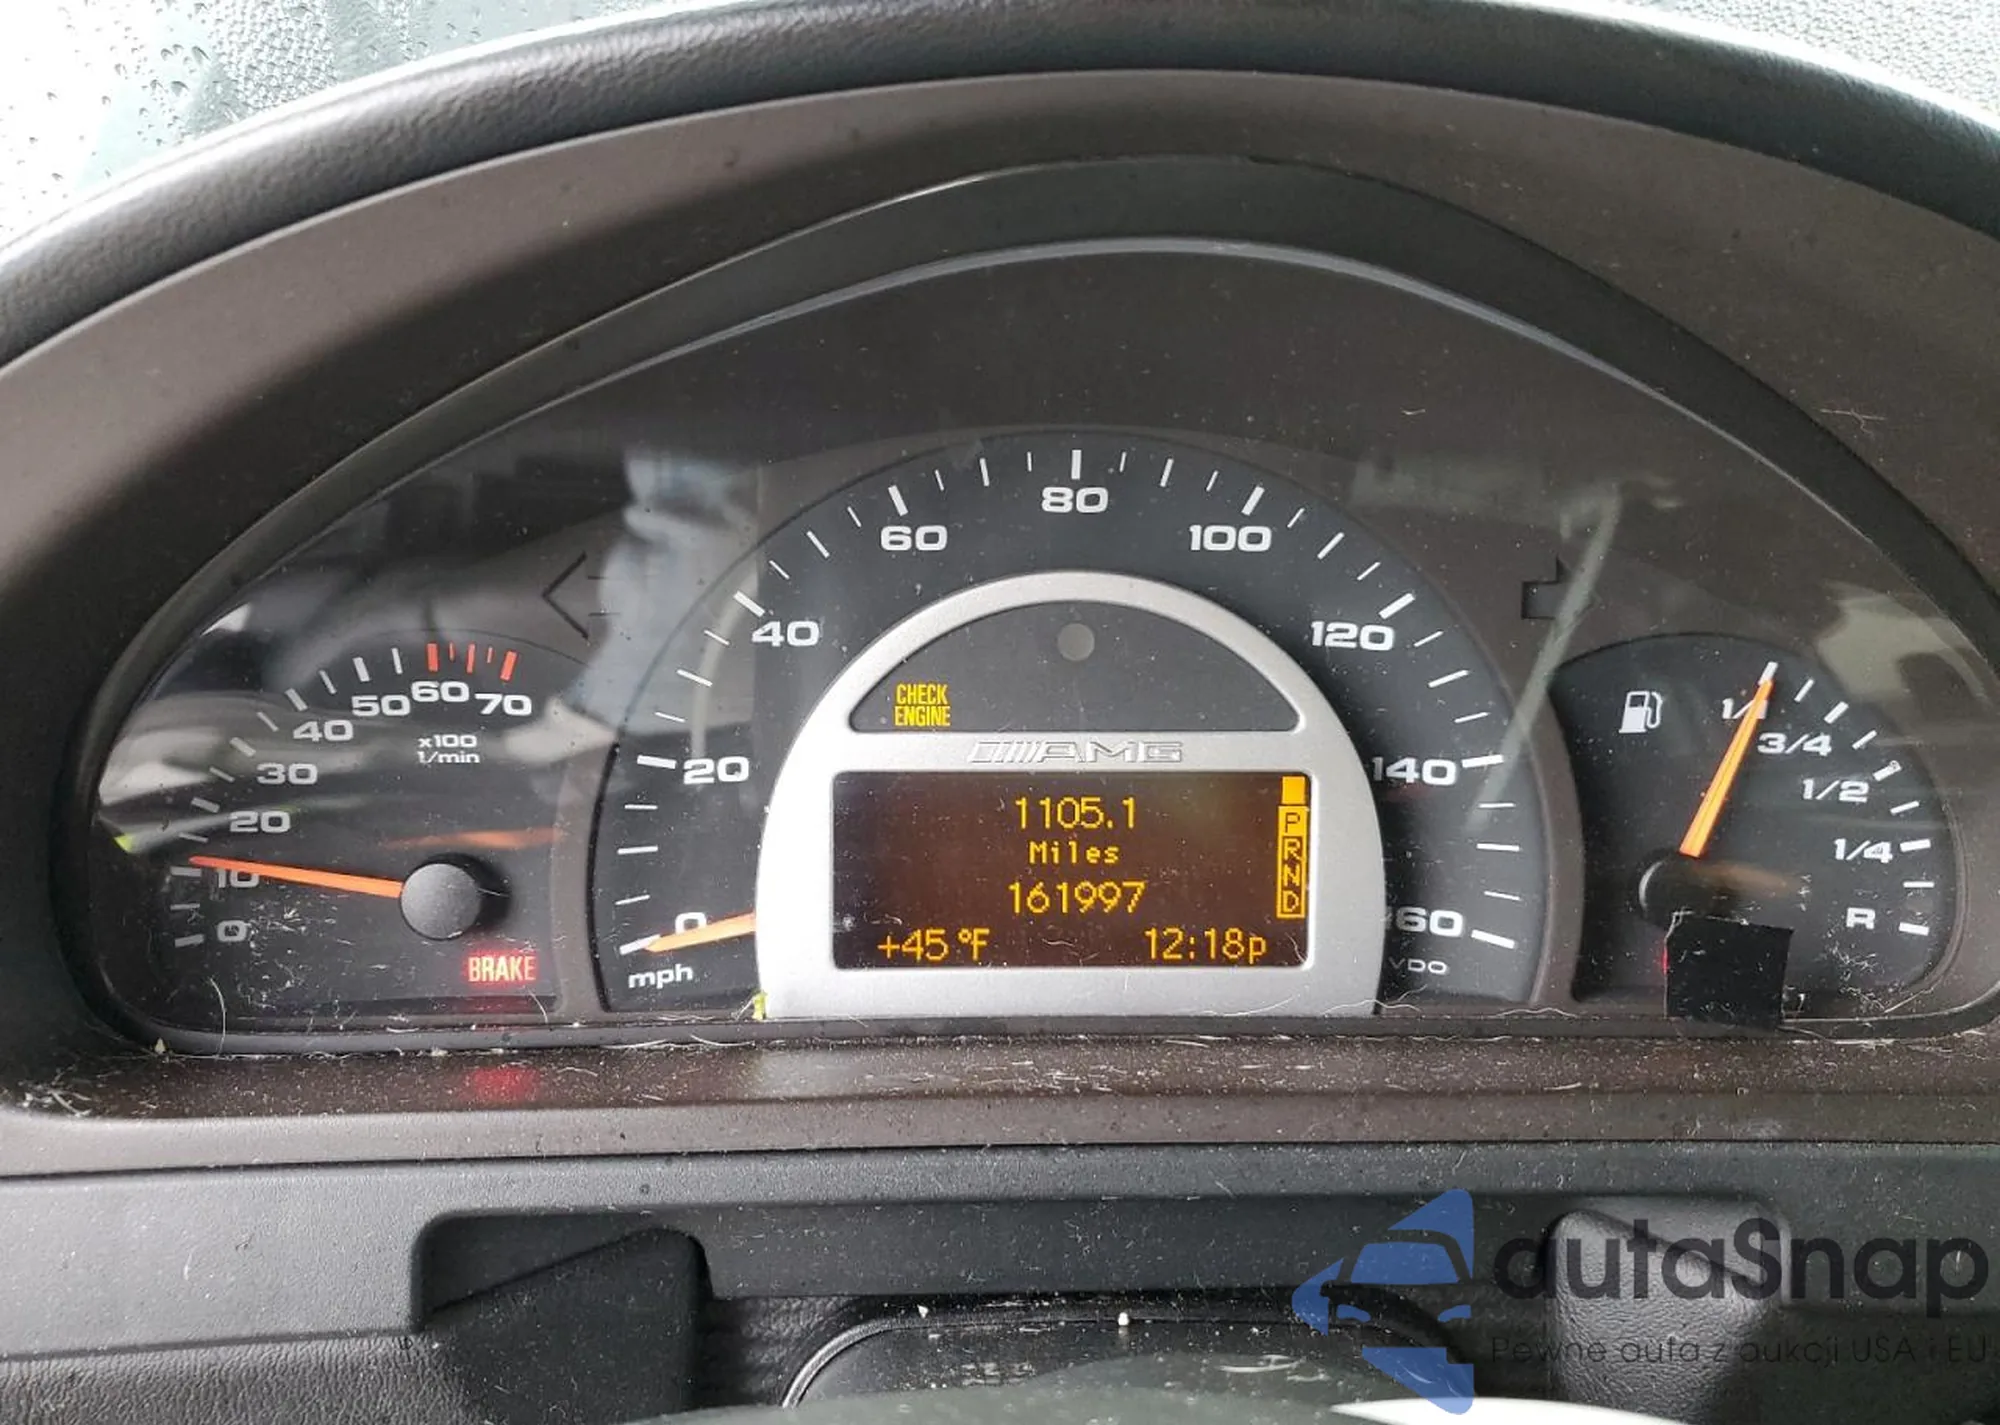 80
60
100
40
120
50 60 70
40
x100
1/min
30
20
10
0
BRAKE
20
0
mph
CHECK
ENGINE
AMG
1105.1
Miles
161997
+45°F
12:18p
P
R
N
D
140
160
VDO
1/1
3/4
1/2
1/4
R
autaSnap
Pewne auta z aukcji USA i EU